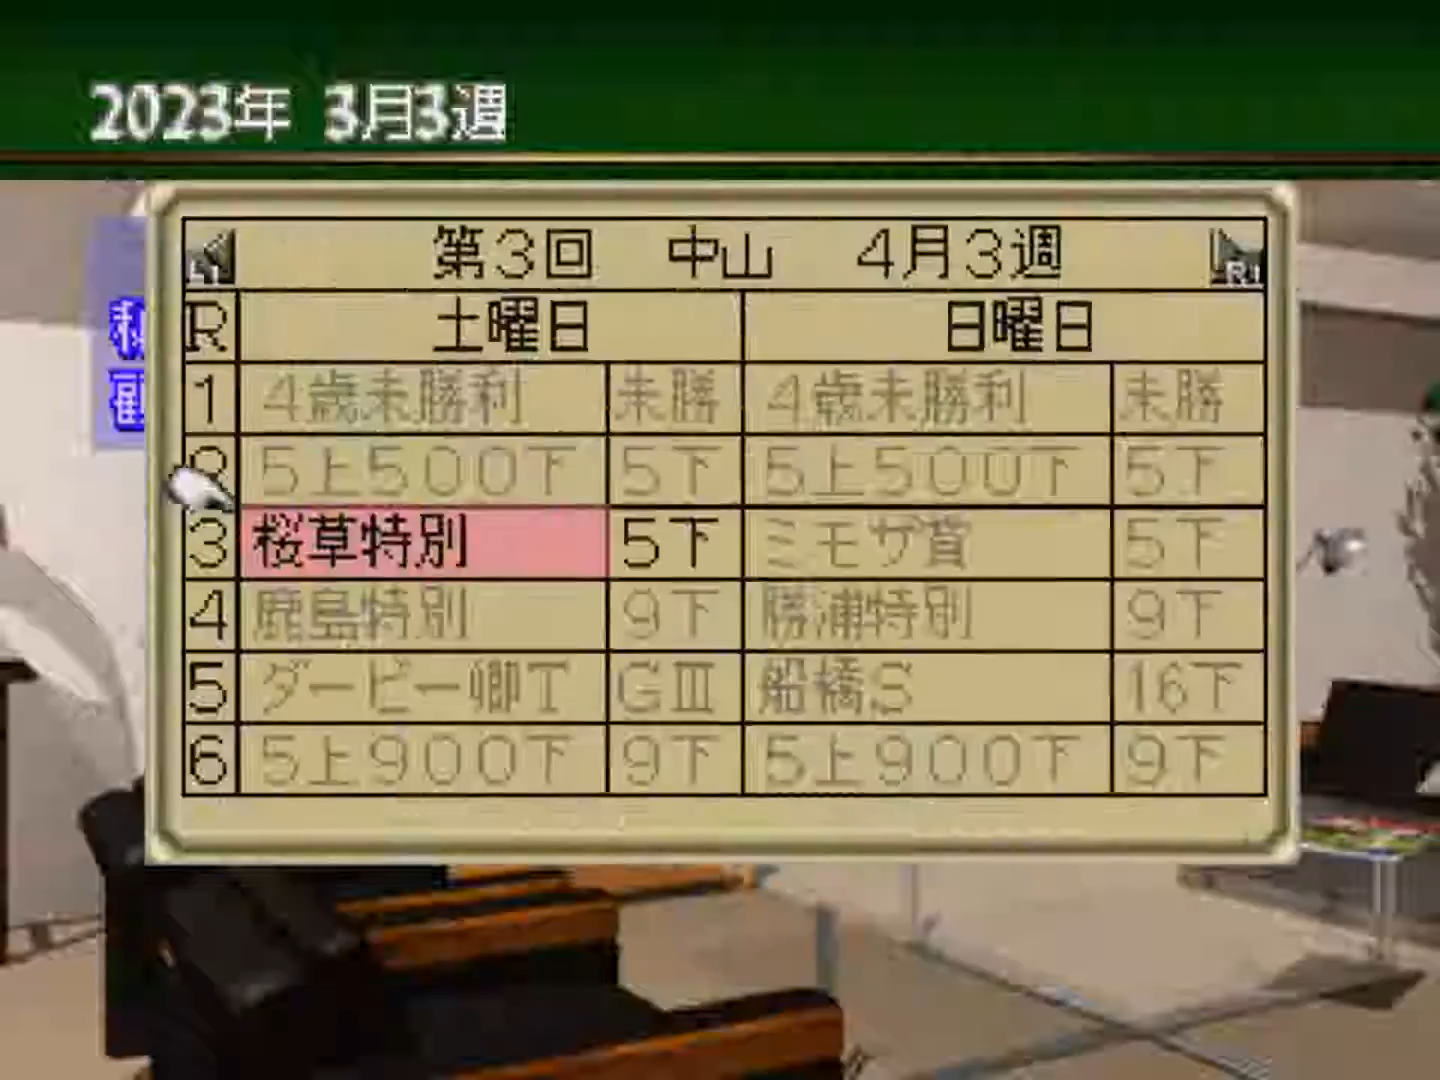 2023年 3月3週
第3回 中山 4月3週
R1
R 土曜日 日曜日
1 4歳未勝利 未勝 4歳未勝利 未勝
2 5上500下 5下 5上500下 5下
3 桜草特別 5下 ミモザ賞 5下
4 鹿島特別 9下 勝浦特別 9下
5 ダービー卿T GIII 船橋S 16下
6 5上900下 9下 5上900下 9下